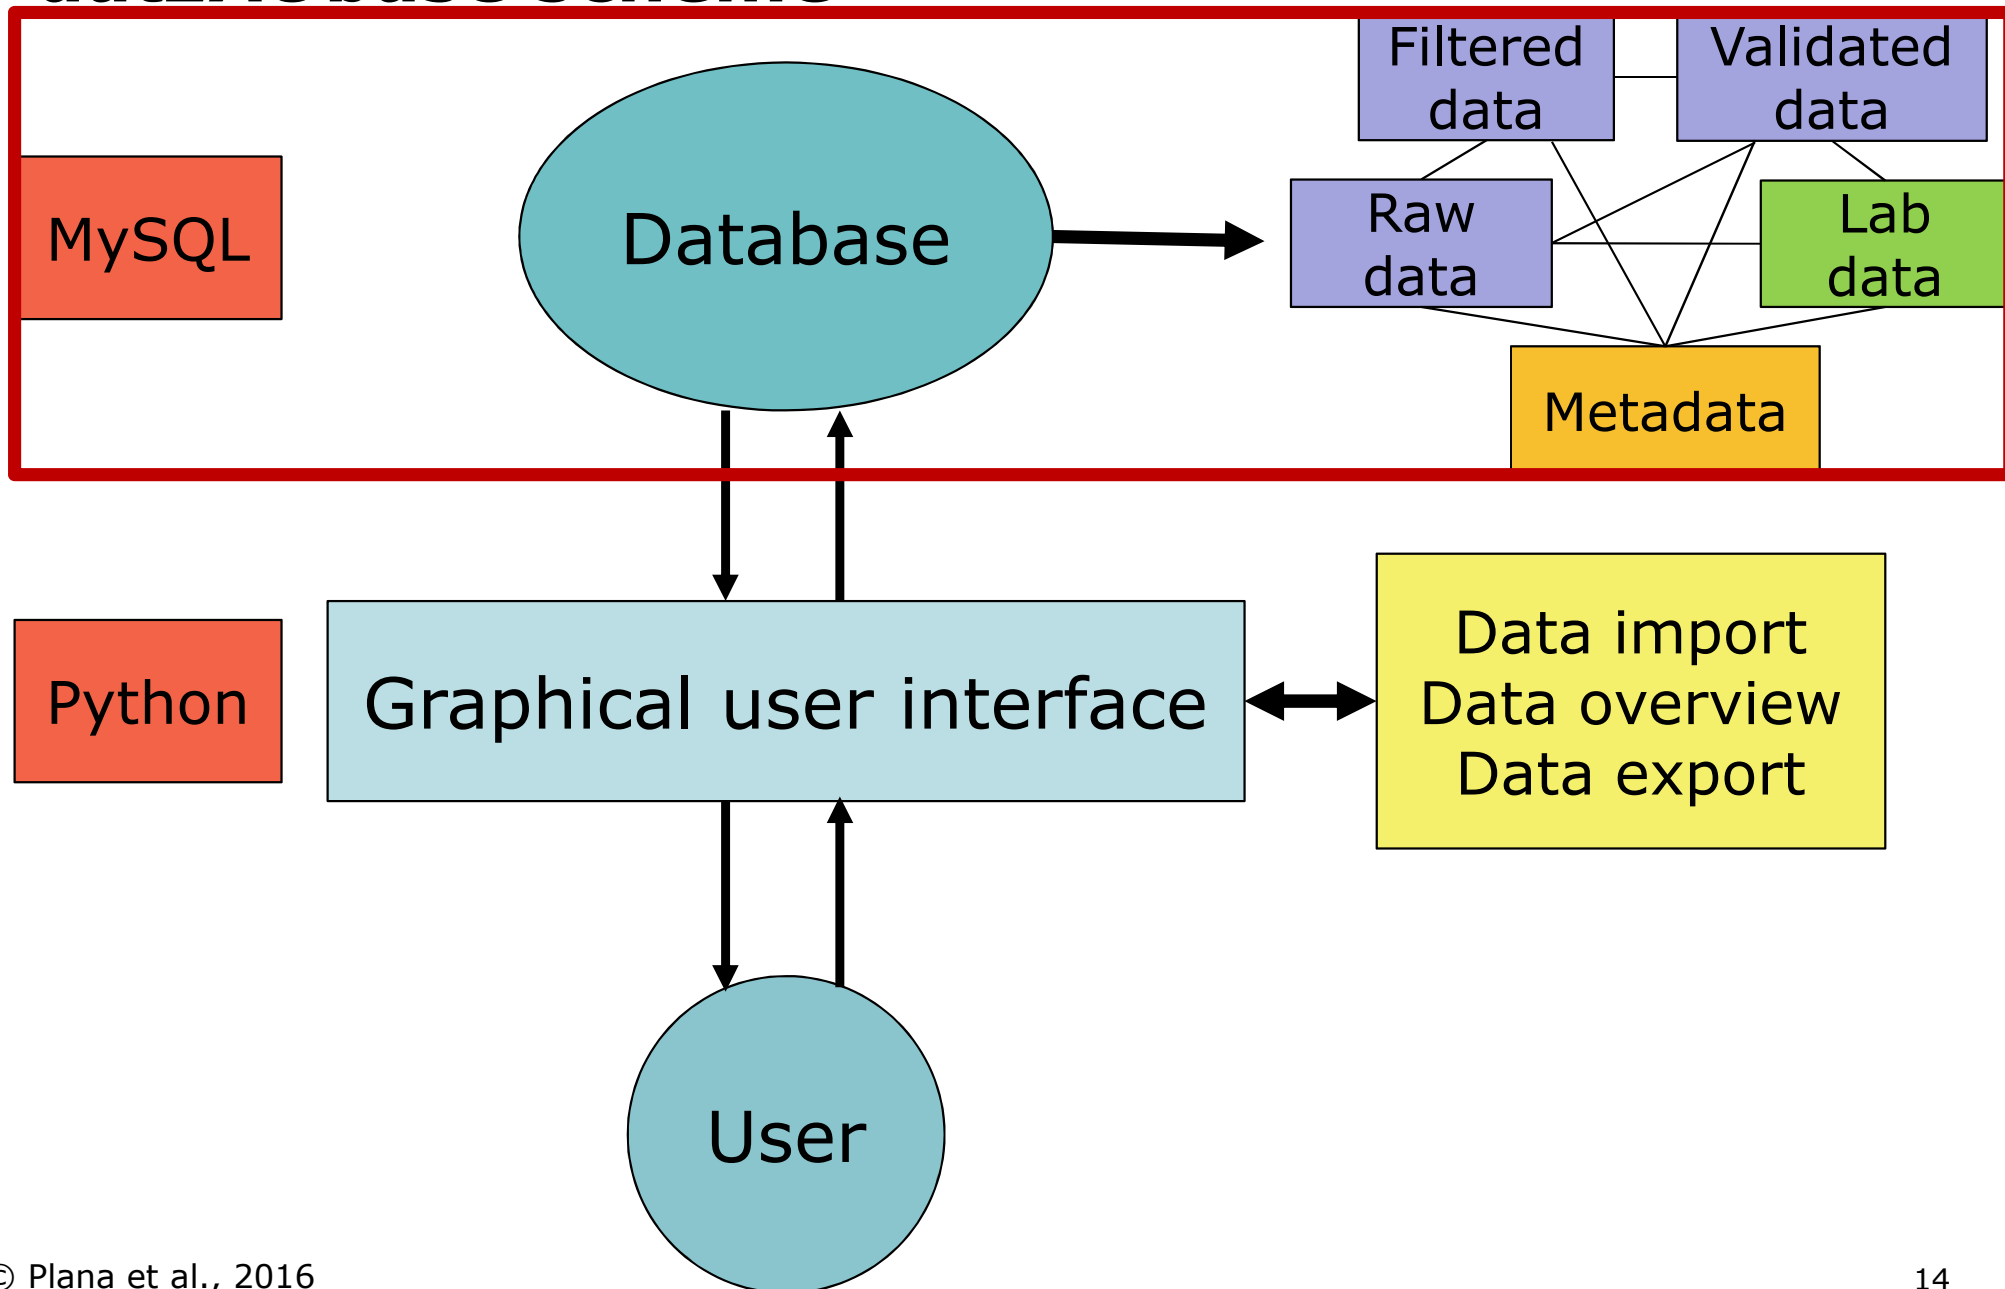 Filtered
data
Validated
data
MySQL
Database
Raw
data
Lab
data
Metadata
Python
Graphical user interface
Data import
Data overview
Data export
User
© Plana et al., 2016
14